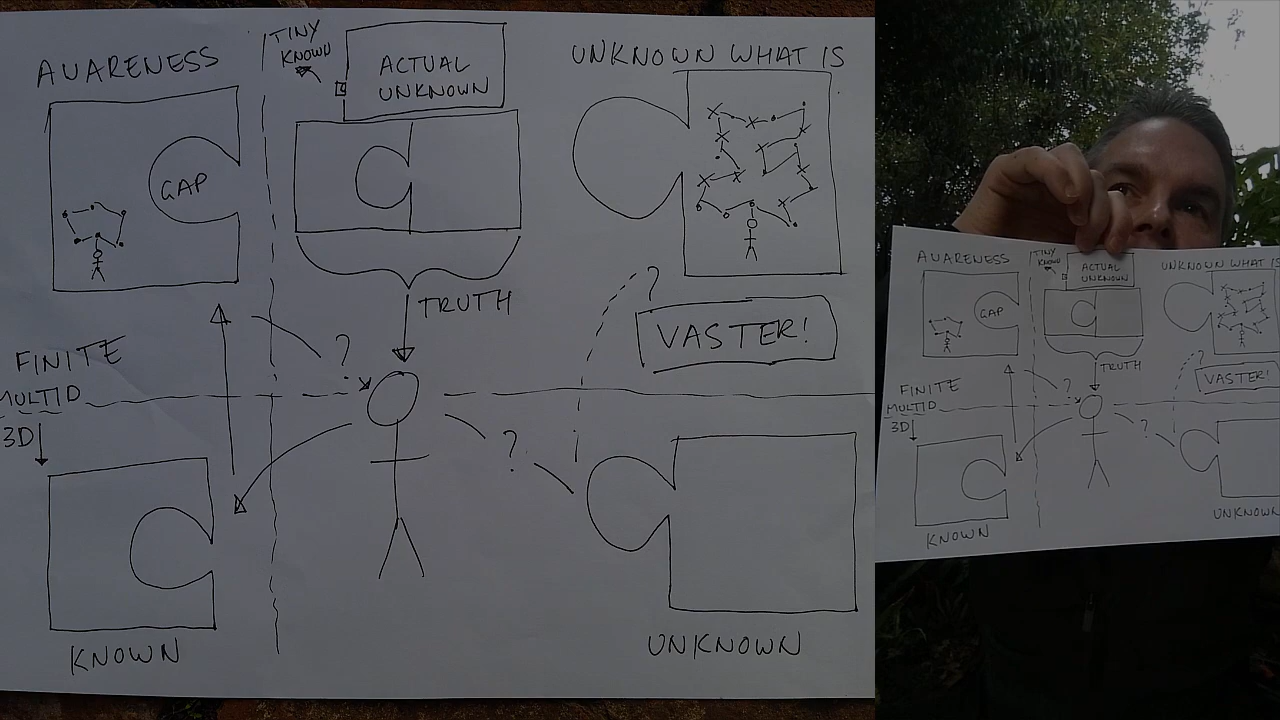 AUARENESS
TINY
KNOWN
ACTUAL
UNKNOWN
UNKNOWN WHAT IS
GAP
TRUTH
?
VASTER!
FINITE
?
MULTID
3D
?
KNOWN
UNKNOWN
AUARENESS
TINY
KNOWN
ACTUAL
UNKNOWN
UNKNOWN WHAT IS
GAP
TRUTH
?
VASTER!
FINITE
?
MULTID
3D
?
KNOWN
UNKNOWN